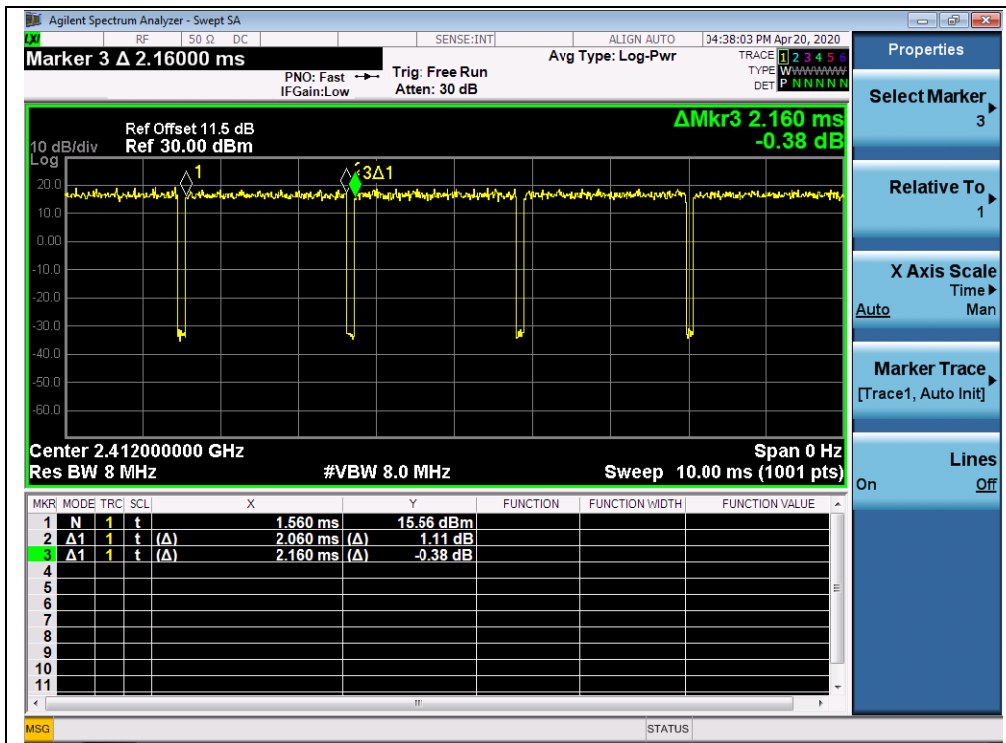 Agilent Spectrum Analyzer - Swept SA
LXI RF 50 Ω DC SENSE:INT ALIGN AUTO 04:38:03 PM Apr 20, 2020
Marker 3 Δ 2.16000 ms
PNO: Fast
IFGain:Low
Trig: Free Run
Atten: 30 dB
Avg Type: Log-Pwr
TRACE 1 2 3 4 5 6
TYPE WWWWWWW
DET P N N N N N
Ref Offset 11.5 dB
Ref 30.00 dBm
10 dB/div
Log
ΔMkr3 2.160 ms
-0.38 dB
1
3Δ1
20.0
10.0
0.00
-10.0
-20.0
-30.0
-40.0
-50.0
-60.0
Center 2.412000000 GHz Span 0 Hz
Res BW 8 MHz #VBW 8.0 MHz Sweep 10.00 ms (1001 pts)
MKR MODE TRC SCL X Y FUNCTION FUNCTION WIDTH FUNCTION VALUE
1 N 1 t 1.560 ms 15.56 dBm
2 Δ1 1 t (Δ) 2.060 ms (Δ) 1.11 dB
3 Δ1 1 t (Δ) 2.160 ms (Δ) -0.38 dB
4
5
6
7
8
9
10
11
MSG STATUS
Properties
Select Marker
3
Relative To
1
X Axis Scale
Time
Auto Man
Marker Trace
[Trace1, Auto Init]
Lines
On Off